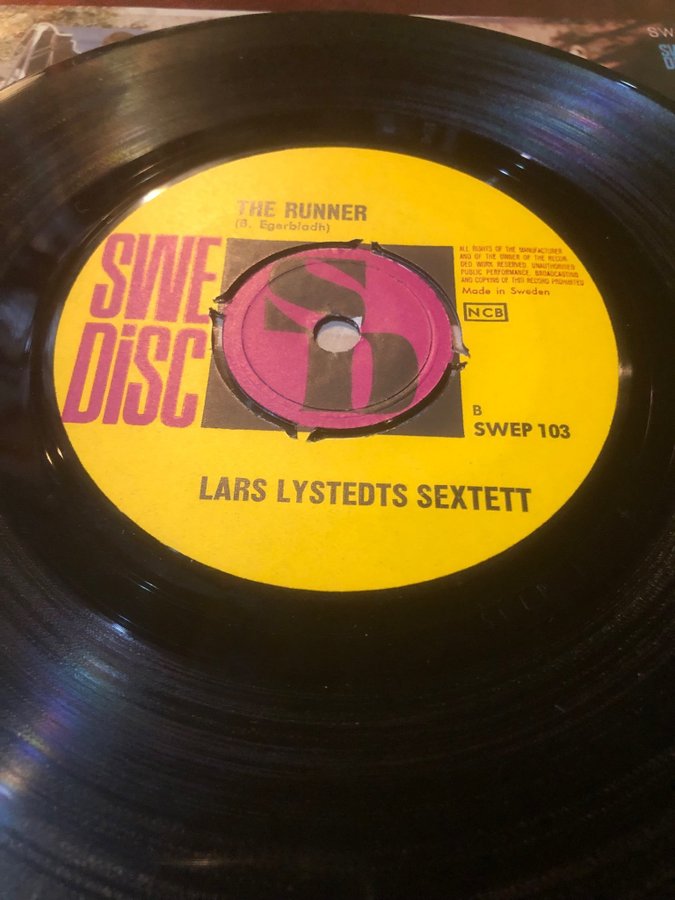 SW
THE RUNNER
(B. Egerbladh)
SWE
DiSC
SD
ALL RIGHTS OF THE MANUFACTURER
AND OF THE OWNER OF THE RECOR-
DED WORK RESERVED. UNAUTHORISED
PUBLIC PERFORMANCE, BROADCASTING
AND COPYING OF THIS RECORD PROHIBITED
Made in Sweden
NCB
B
SWEP 103
LARS LYSTEDTS SEXTETT